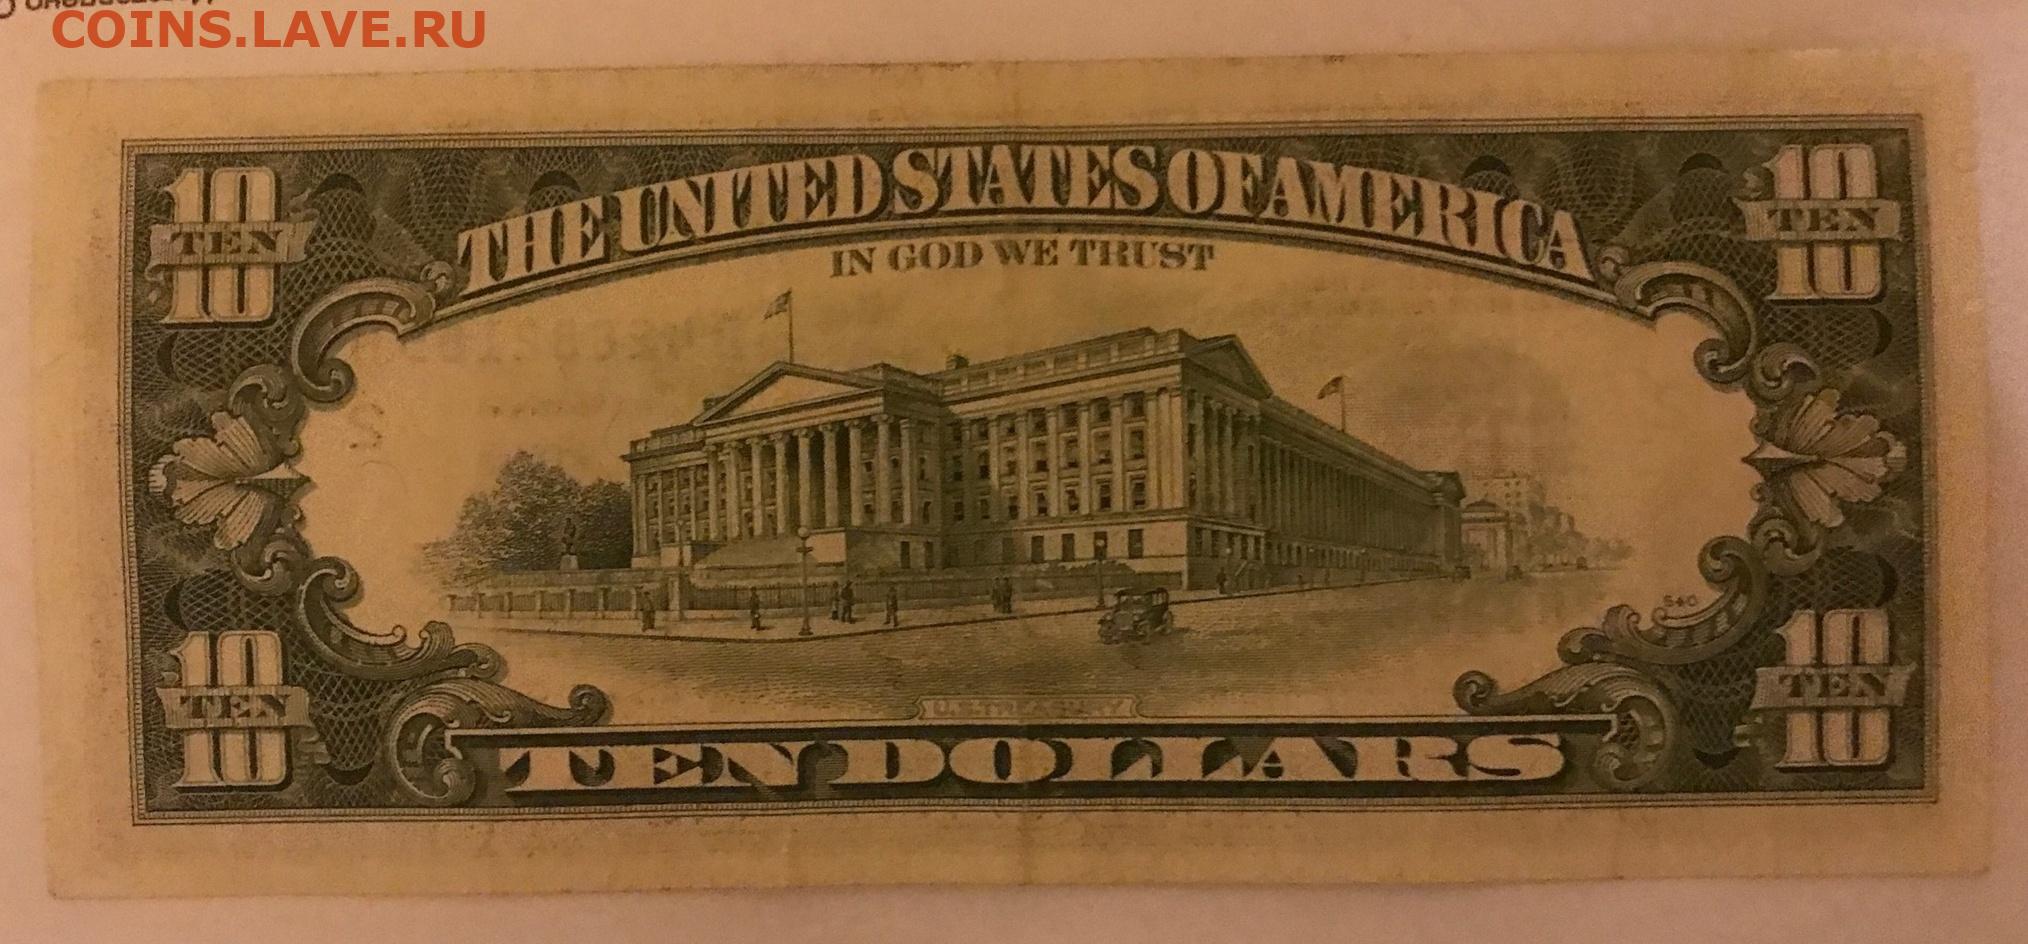 COINS.LAVE.RU
THE UNITED STATES OF AMERICA
IN GOD WE TRUST
10 TEN 10
10 TEN 10
U.S. TREASURY
10 TEN 10
TEN DOLLARS
10 TEN 10